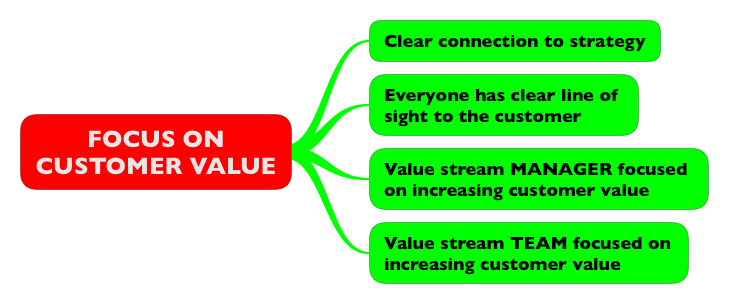 FOCUS ON
CUSTOMER VALUE
Clear connection to strategy
Everyone has clear line of
sight to the customer
Value stream MANAGER focused
on increasing customer value
Value stream TEAM focused on
increasing customer value